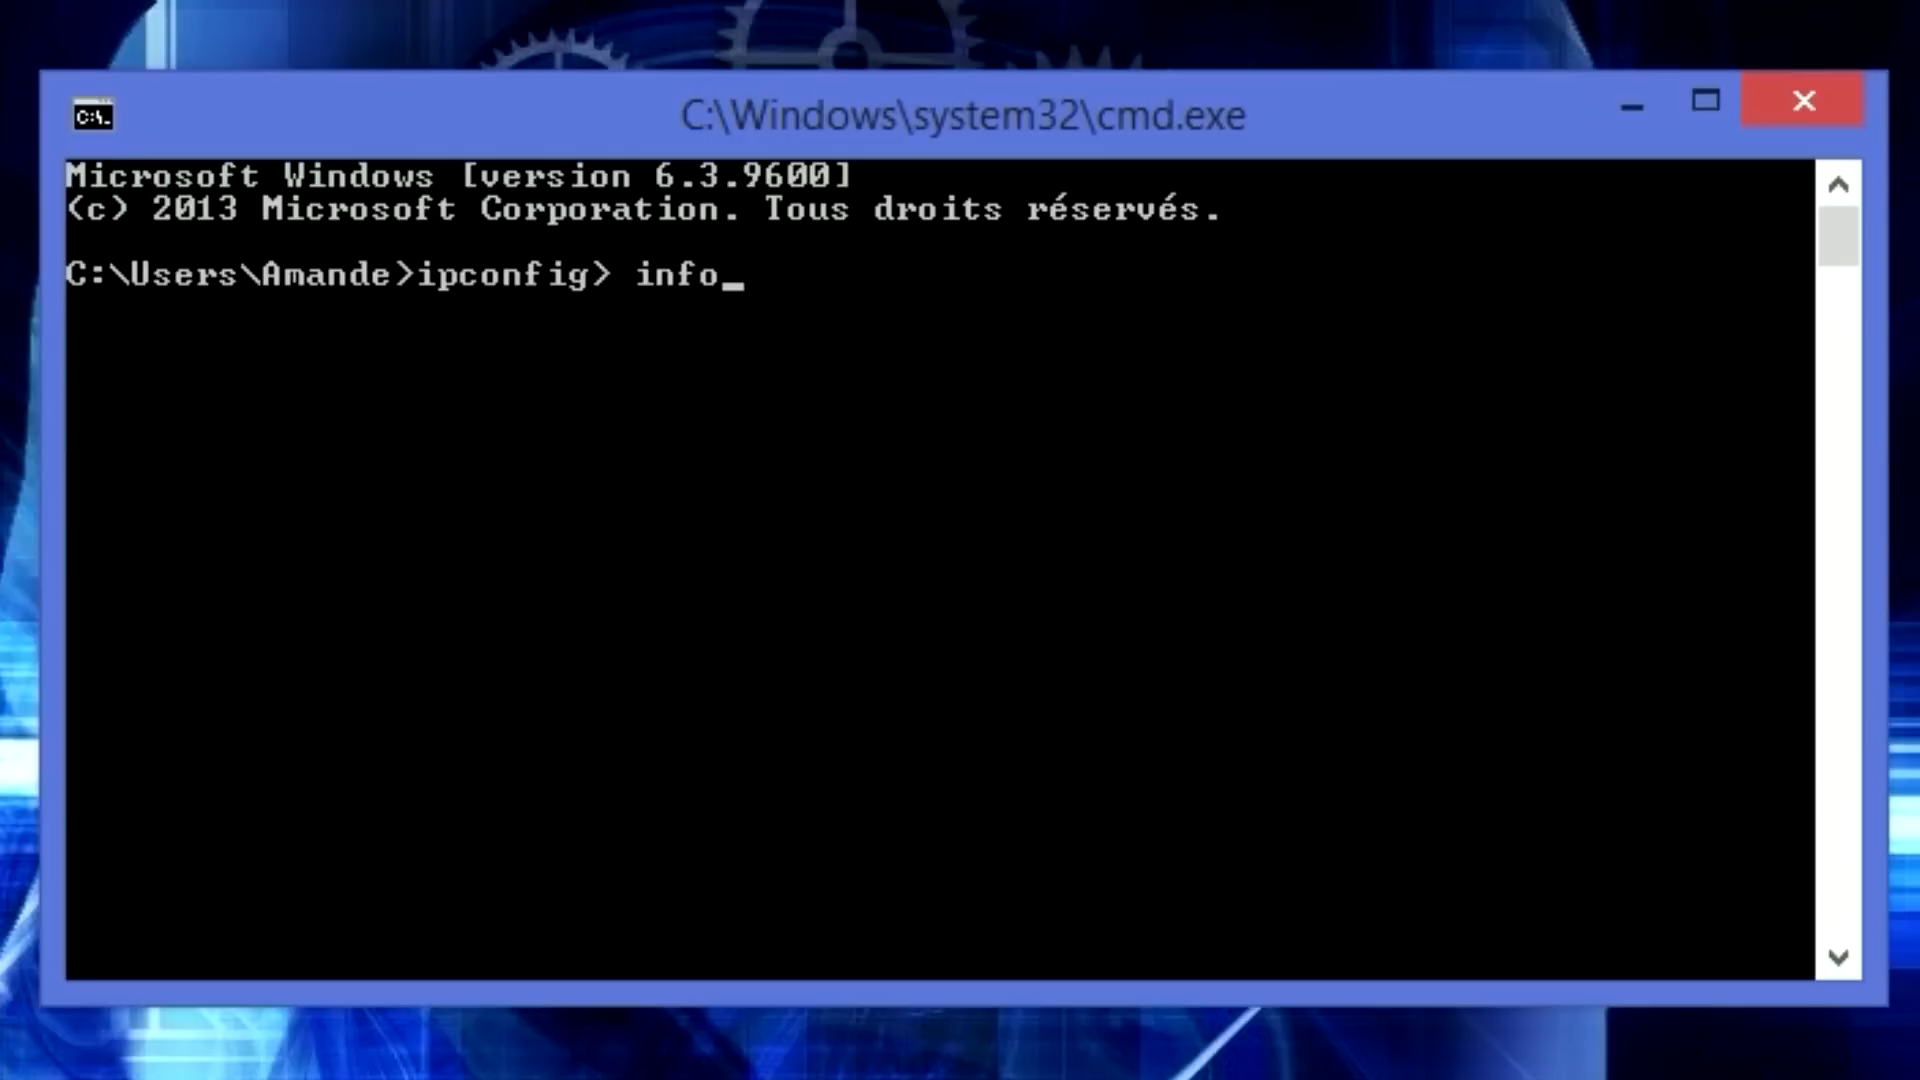 C:\Windows\system32\cmd.exe
Microsoft Windows [version 6.3.9600]
(c) 2013 Microsoft Corporation. Tous droits réservés.
C:\Users\Amande>ipconfig> info_